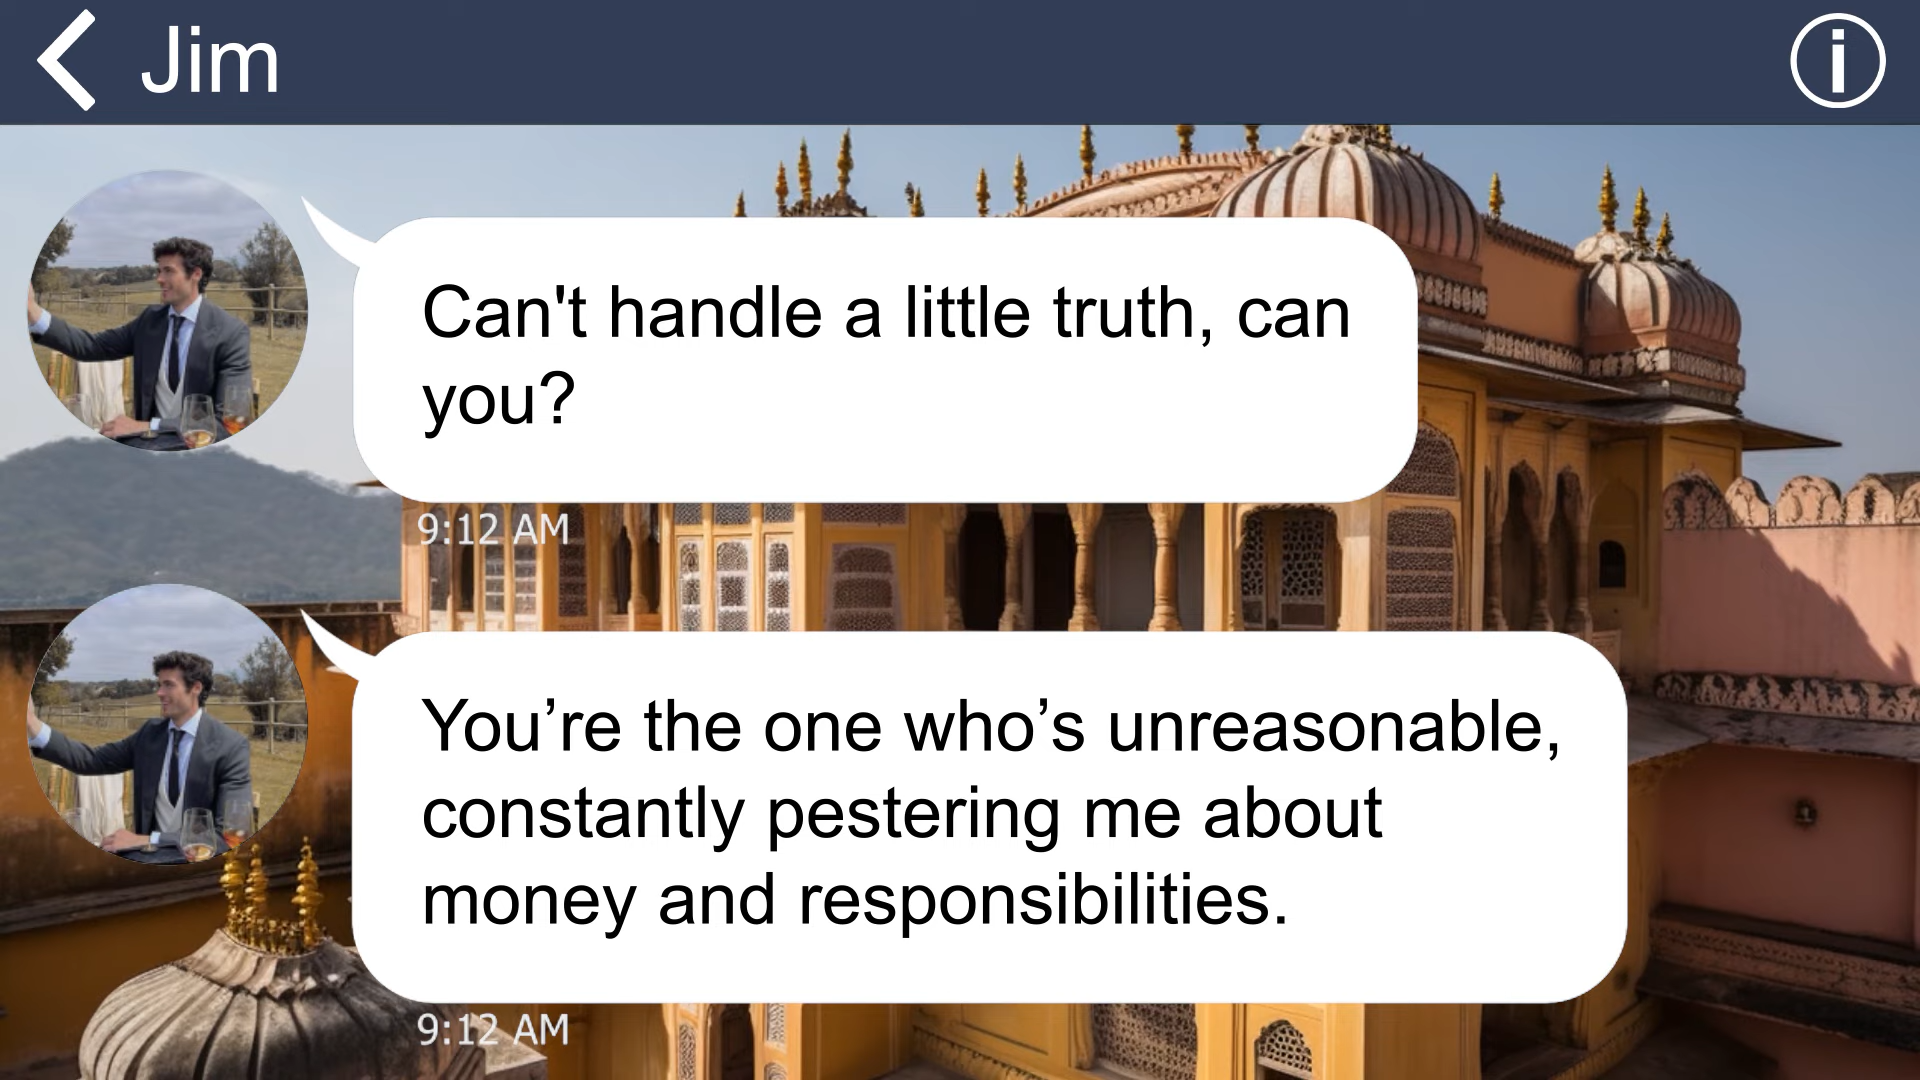 Jim
Can't handle a little truth, can
you?
9:12 AM
You’re the one who’s unreasonable,
constantly pestering me about
money and responsibilities.
9:12 AM